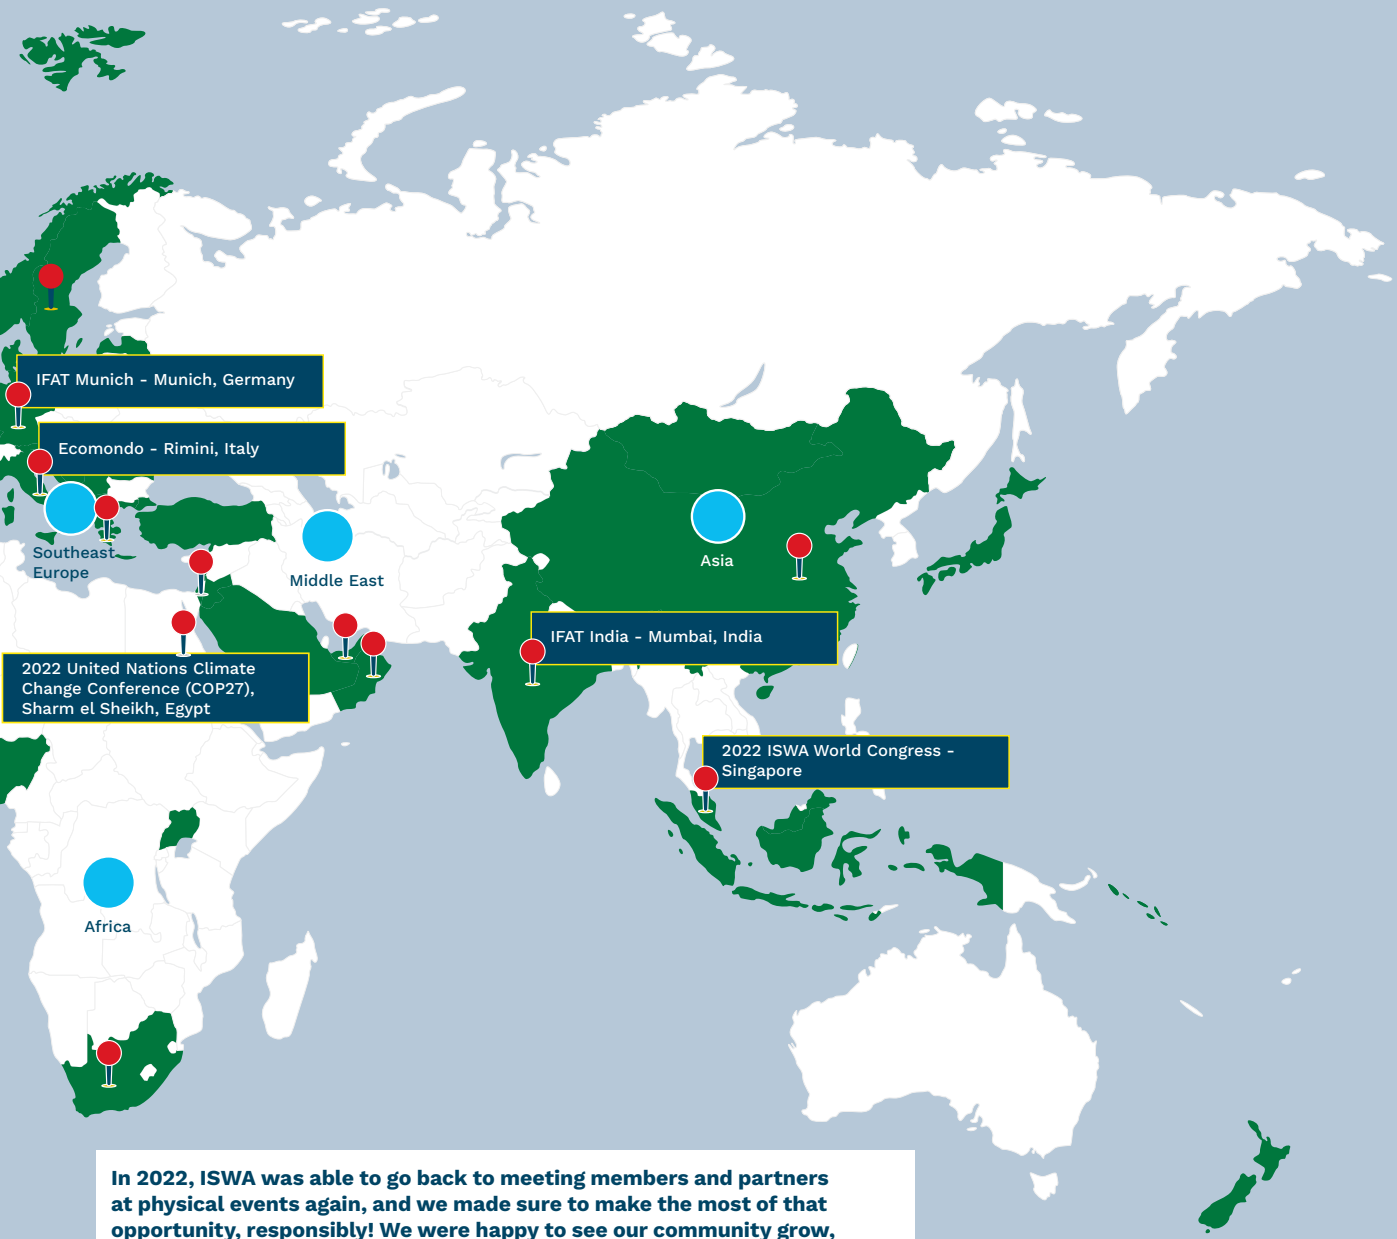 IFAT Munich - Munich, Germany
Ecomondo - Rimini, Italy
Southeast
Europe
Middle East
Asia
IFAT India - Mumbai, India
2022 United Nations Climate
Change Conference (COP27),
Sharm el Sheikh, Egypt
2022 ISWA World Congress -
Singapore
Africa
In 2022, ISWA was able to go back to meeting members and partners
at physical events again, and we made sure to make the most of that
opportunity, responsibly! We were happy to see our community grow,